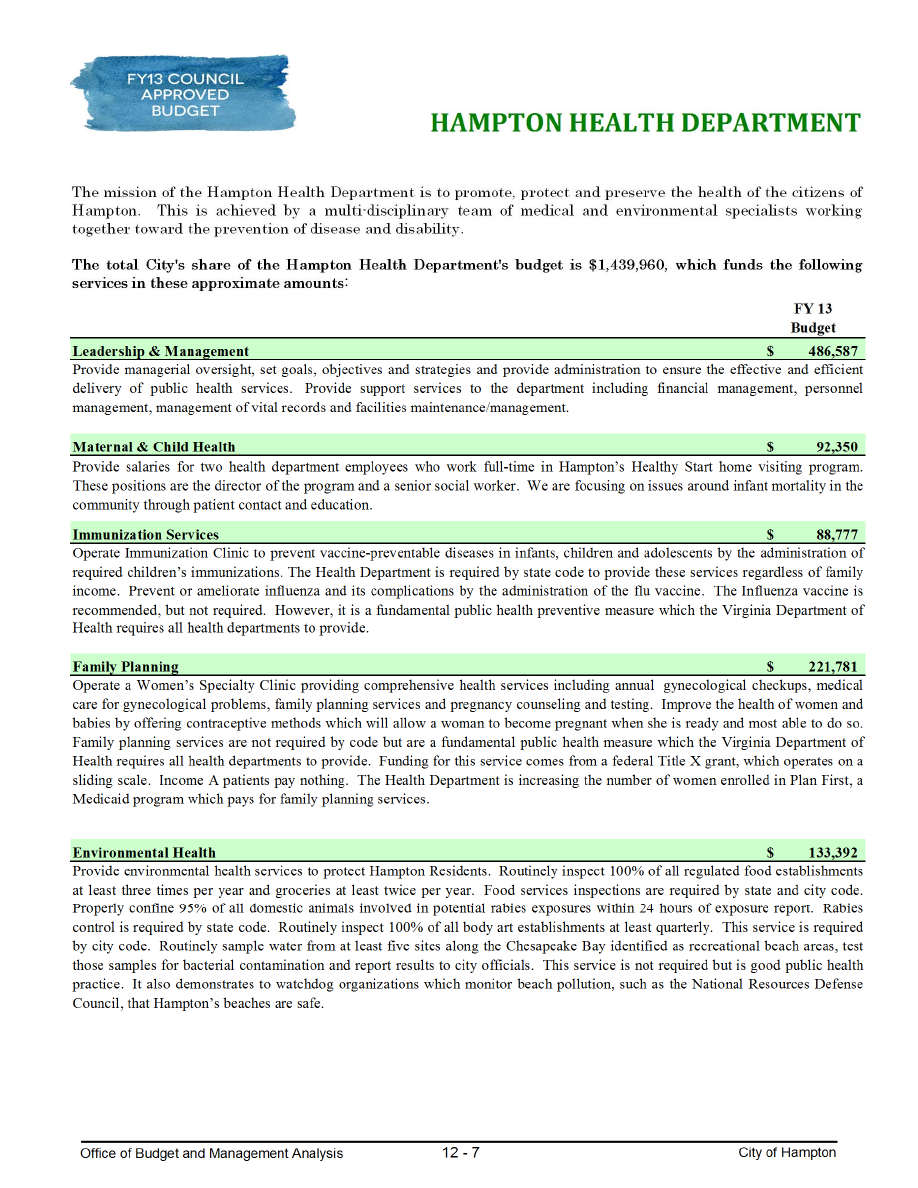 FY13 COUNCIL
APPROVED
BUDGET
HAMPTON HEALTH DEPARTMENT
The mission of the Hampton Health Department is to promote, protect and preserve the health of the citizens of
Hampton. This is achieved by a multi-disciplinary team of medical and environmental specialists working
together toward the prevention of disease and disability.
The total City's share of the Hampton Health Department's budget is $1,439,960, which funds the following
services in these approximate amounts:
FY 13
Budget
Leadership & Management $ 486,587
Provide managerial oversight, set goals, objectives and strategies and provide administration to ensure the effective and efficient
delivery of public health services. Provide support services to the department including financial management, personnel
management, management of vital records and facilities maintenance/management.
Maternal & Child Health $ 92,350
Provide salaries for two health department employees who work full-time in Hampton's Healthy Start home visiting program.
These positions are the director of the program and a senior social worker. We are focusing on issues around infant mortality in the
community through patient contact and education.
Immunization Services $ 88,777
Operate Immunization Clinic to prevent vaccine-preventable diseases in infants, children and adolescents by the administration of
required children's immunizations. The Health Department is required by state code to provide these services regardless of family
income. Prevent or ameliorate influenza and its complications by the administration of the flu vaccine. The Influenza vaccine is
recommended, but not required. However, it is a fundamental public health preventive measure which the Virginia Department of
Health requires all health departments to provide.
Family Planning $ 221,781
Operate a Women's Specialty Clinic providing comprehensive health services including annual gynecological checkups, medical
care for gynecological problems, family planning services and pregnancy counseling and testing. Improve the health of women and
babies by offering contraceptive methods which will allow a woman to become pregnant when she is ready and most able to do so.
Family planning services are not required by code but are a fundamental public health measure which the Virginia Department of
Health requires all health departments to provide. Funding for this service comes from a federal Title X grant, which operates on a
sliding scale. Income A patients pay nothing. The Health Department is increasing the number of women enrolled in Plan First, a
Medicaid program which pays for family planning services.
Environmental Health $ 133,392
Provide environmental health services to protect Hampton Residents. Routinely inspect 100% of all regulated food establishments
at least three times per year and groceries at least twice per year. Food services inspections are required by state and city code.
Properly confine 95% of all domestic animals involved in potential rabies exposures within 24 hours of exposure report. Rabies
control is required by state code. Routinely inspect 100% of all body art establishments at least quarterly. This service is required
by city code. Routinely sample water from at least five sites along the Chesapeake Bay identified as recreational beach areas, test
those samples for bacterial contamination and report results to city officials. This service is not required but is good public health
practice. It also demonstrates to watchdog organizations which monitor beach pollution, such as the National Resources Defense
Council, that Hampton's beaches are safe.
Office of Budget and Management Analysis 12 - 7 City of Hampton